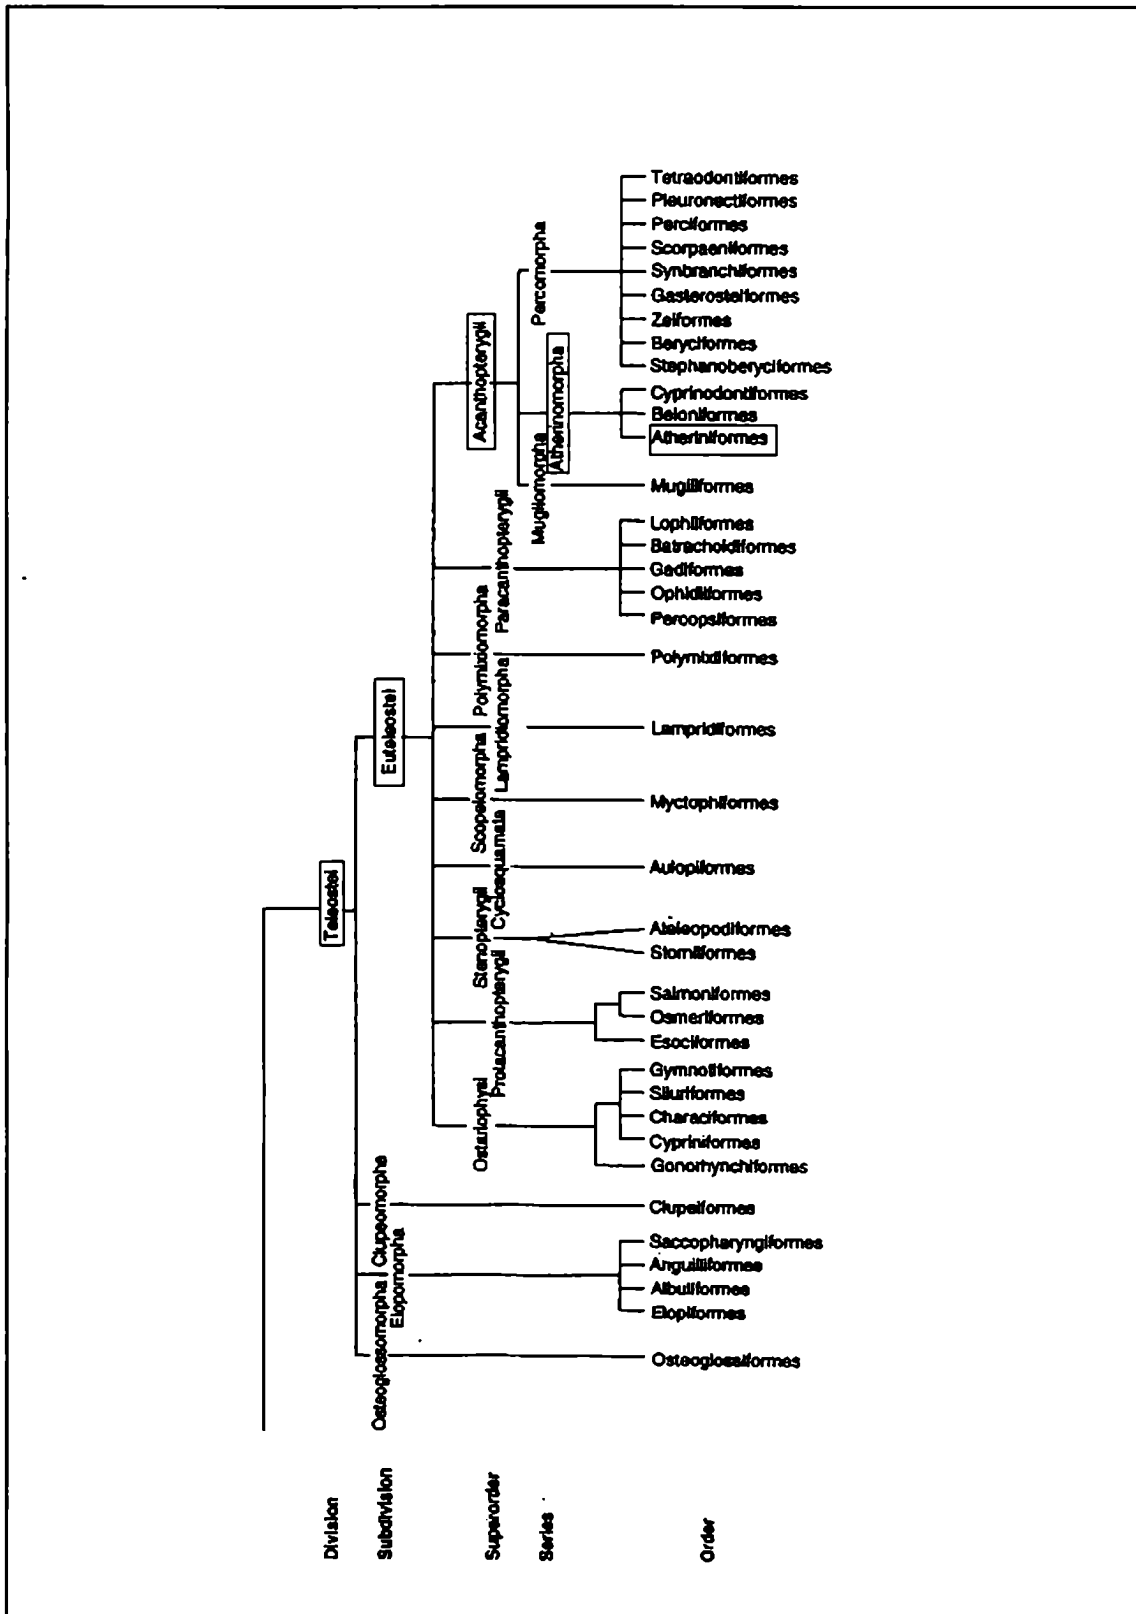 Tetraodontiformes
Pleuronectiformes
Perciformes
Scorpaeniformes
Synbranchiformes
Gasterosteiformes
Zeiformes
Beryciformes
Stephanoberyciformes
Cyprinodontiformes
Beloniformes
Atheriniformes
Mugiliformes
Lophiiformes
Batrachoidiformes
Gadiformes
Ophidiiformes
Percopsiformes
Polymixiiformes
Lampridiformes
Myctophiformes
Aulopiformes
Ateleopodiformes
Stomiiformes
Salmoniformes
Osmeriformes
Esociformes
Gymnotiformes
Siluriformes
Characiformes
Cypriniformes
Gonorhynchiformes
Clupeiformes
Saccopharyngiformes
Anguilliformes
Albuliformes
Elopiformes
Osteoglossiformes
Percomorpha
Atherinomorpha
Mugilomorpha
Acanthopterygii
Paracanthopterygii
Polymixiomorpha
Lampridiomorpha
Scopelomorpha
Cyclosquamata
Stenopterygii
Protacanthopterygii
Ostariophysi
Euteleostei
Clupeomorpha
Elopomorpha
Osteoglossomorpha
Teleostei
Division
Subdivision
Superorder
Series
Order